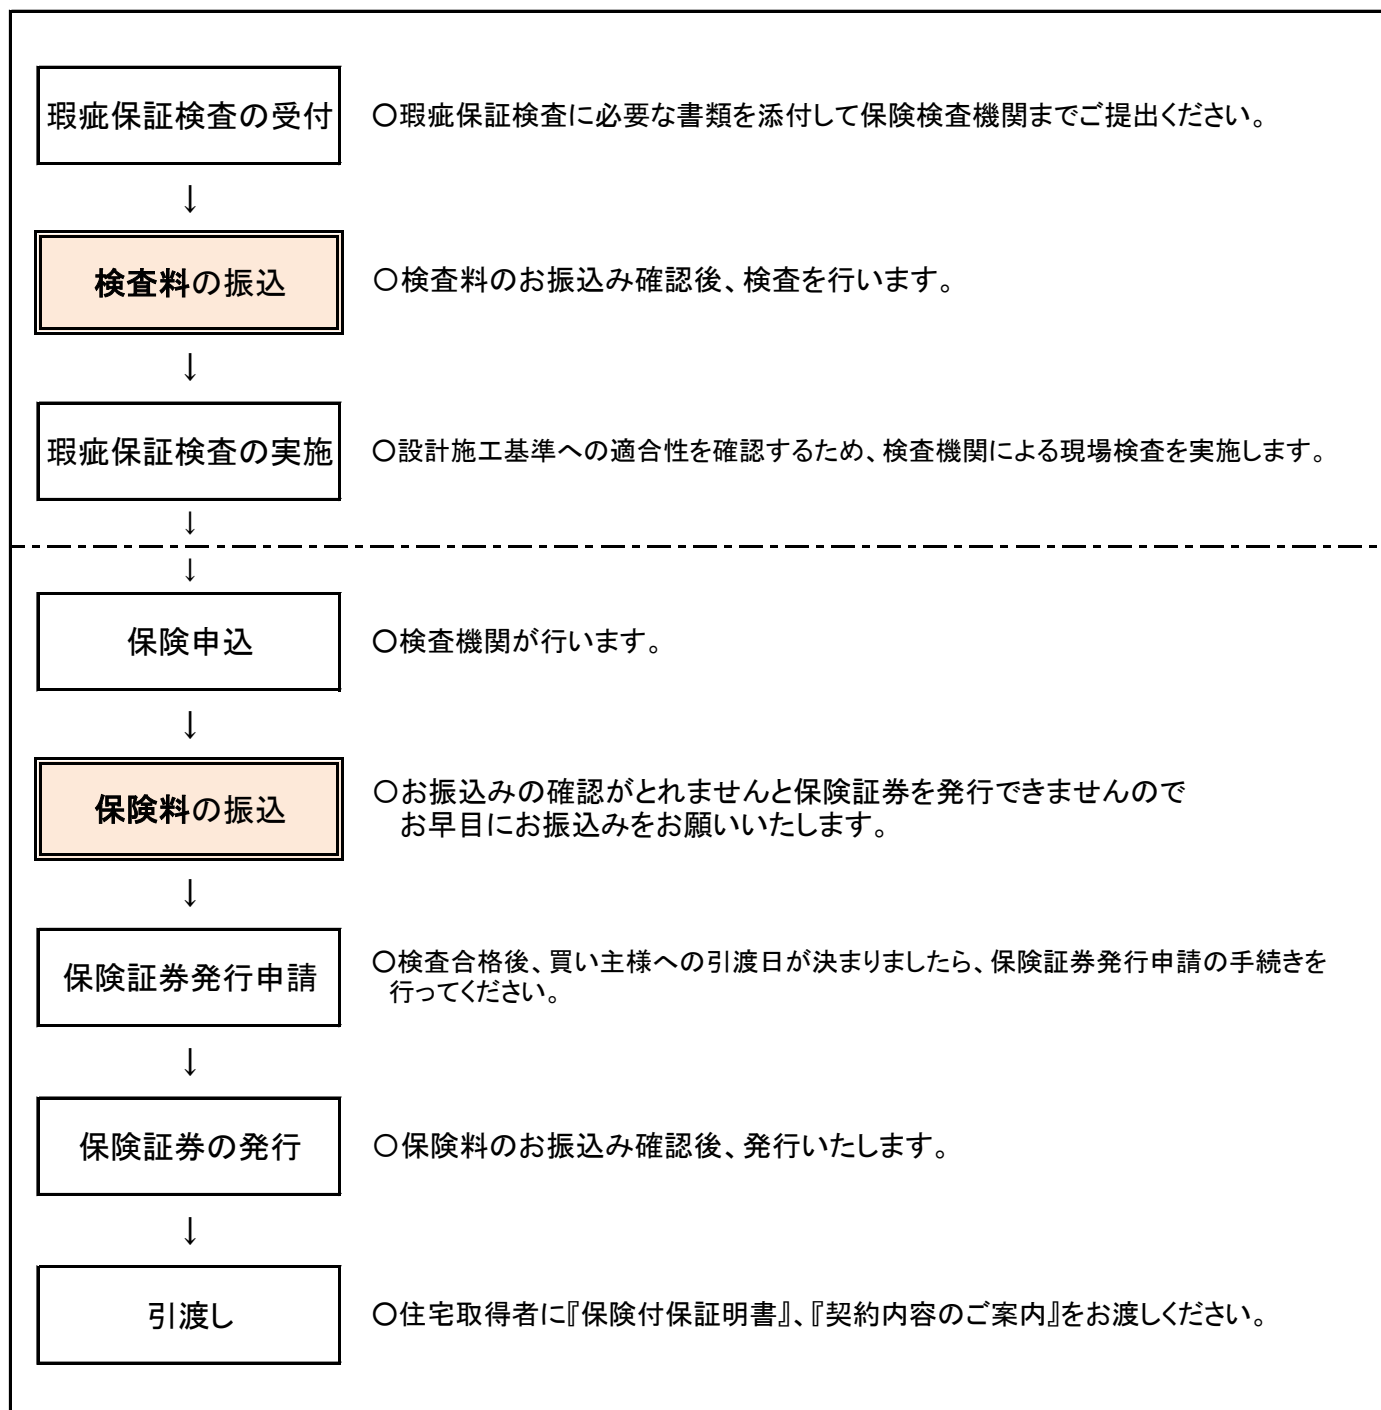 瑕疵保証検査の受付
○瑕疵保証検査に必要な書類を添付して保険検査機関までご提出ください。
↓
検査料の振込
○検査料のお振込み確認後、検査を行います。
↓
瑕疵保証検査の実施
○設計施工基準への適合性を確認するため、検査機関による現場検査を実施します。
↓
↓
保険申込
○検査機関が行います。
↓
保険料の振込
○お振込みの確認がとれませんと保険証券を発行できませんので
お早目にお振込みをお願いいたします。
↓
保険証券発行申請
○検査合格後、買い主様への引渡日が決まりましたら、保険証券発行申請の手続きを
行ってください。
↓
保険証券の発行
○保険料のお振込み確認後、発行いたします。
↓
引渡し
○住宅取得者に『保険付保証明書』、『契約内容のご案内』をお渡しください。